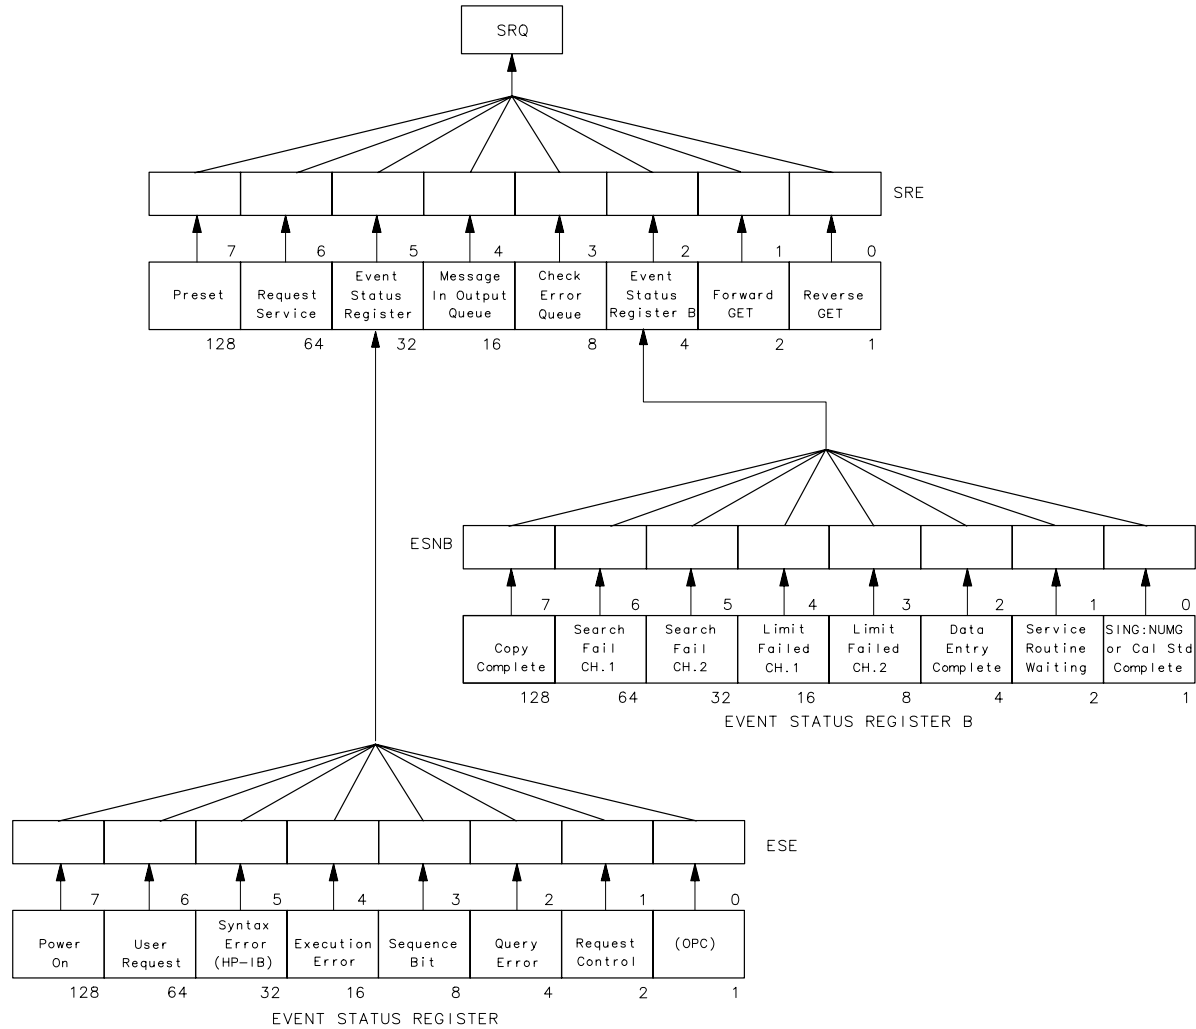 SRQ
SRE
7 6 5 4 3 2 1 0
Preset
Request
Service
Event
Status
Register
Message
In Output
Queue
Check
Error
Queue
Event
Status
Register B
Forward
GET
Reverse
GET
128 64 32 16 8 4 2 1
ESNB
7 6 5 4 3 2 1 0
Copy
Complete
Search
Fail
CH.1
Search
Fail
CH.2
Limit
Failed
CH.1
Limit
Failed
CH.2
Data
Entry
Complete
Service
Routine
Waiting
SING:NUMG
or Cal Std
Complete
128 64 32 16 8 4 2 1
EVENT STATUS REGISTER B
ESE
7 6 5 4 3 2 1 0
Power
On
User
Request
Syntax
Error
(HP-IB)
Execution
Error
Sequence
Bit
Query
Error
Request
Control
(OPC)
128 64 32 16 8 4 2 1
EVENT STATUS REGISTER